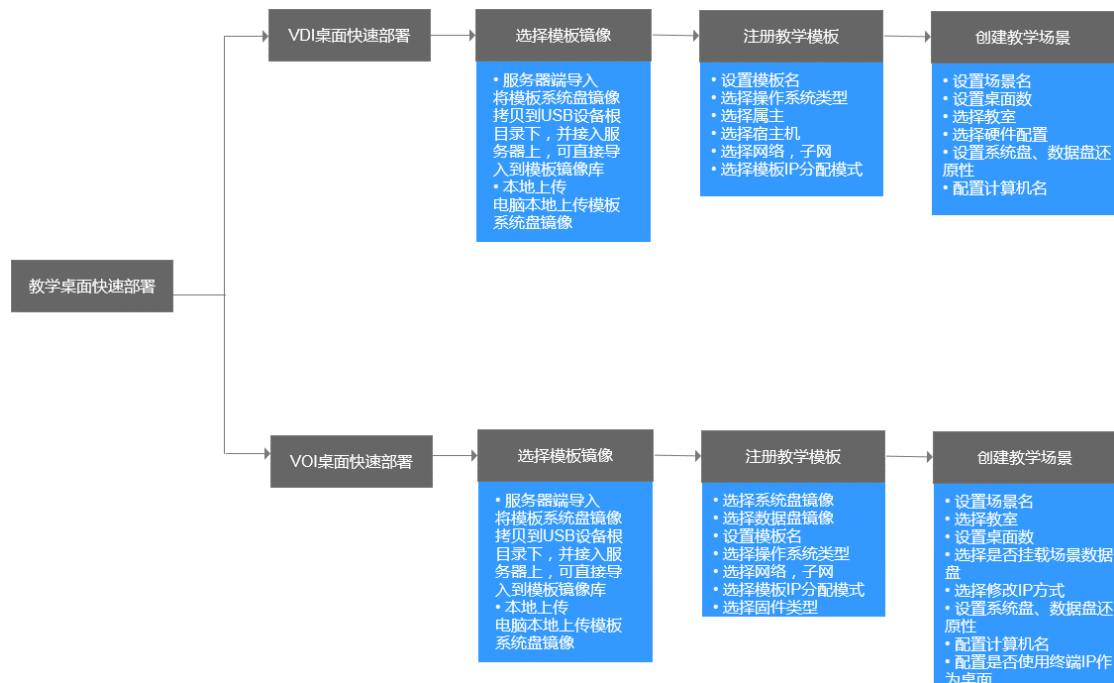 教学桌面快速部署
VDI桌面快速部署
选择模板镜像
• 服务器端导入
将模板系统盘镜像
拷贝到USB设备根
目录下，并接入服
务器上，可直接导
入到模板镜像库
• 本地上传
电脑本地上传模板
系统盘镜像
注册教学模板
• 设置模板名
• 选择操作系统类型
• 选择属主
• 选择宿主机
• 选择网络，子网
• 选择模板IP分配模式
创建教学场景
• 设置场景名
• 设置桌面数
• 选择教室
• 选择硬件配置
• 设置系统盘、数据盘还
原性
• 配置计算机名
VOI桌面快速部署
选择模板镜像
• 服务器端导入
将模板系统盘镜像
拷贝到USB设备根
目录下，并接入服
务器上，可直接导
入到模板镜像库
• 本地上传
电脑本地上传模板
系统盘镜像
注册教学模板
• 选择系统盘镜像
• 选择数据盘镜像
• 设置模板名
• 选择操作系统类型
• 选择网络，子网
• 选择模板IP分配模式
• 选择固件类型
创建教学场景
• 设置场景名
• 选择教室
• 设置桌面数
• 选择是否挂载场景数据
盘
• 选择修改IP方式
• 设置系统盘、数据盘还
原性
• 配置计算机名
• 配置是否使用终端IP作
为桌面